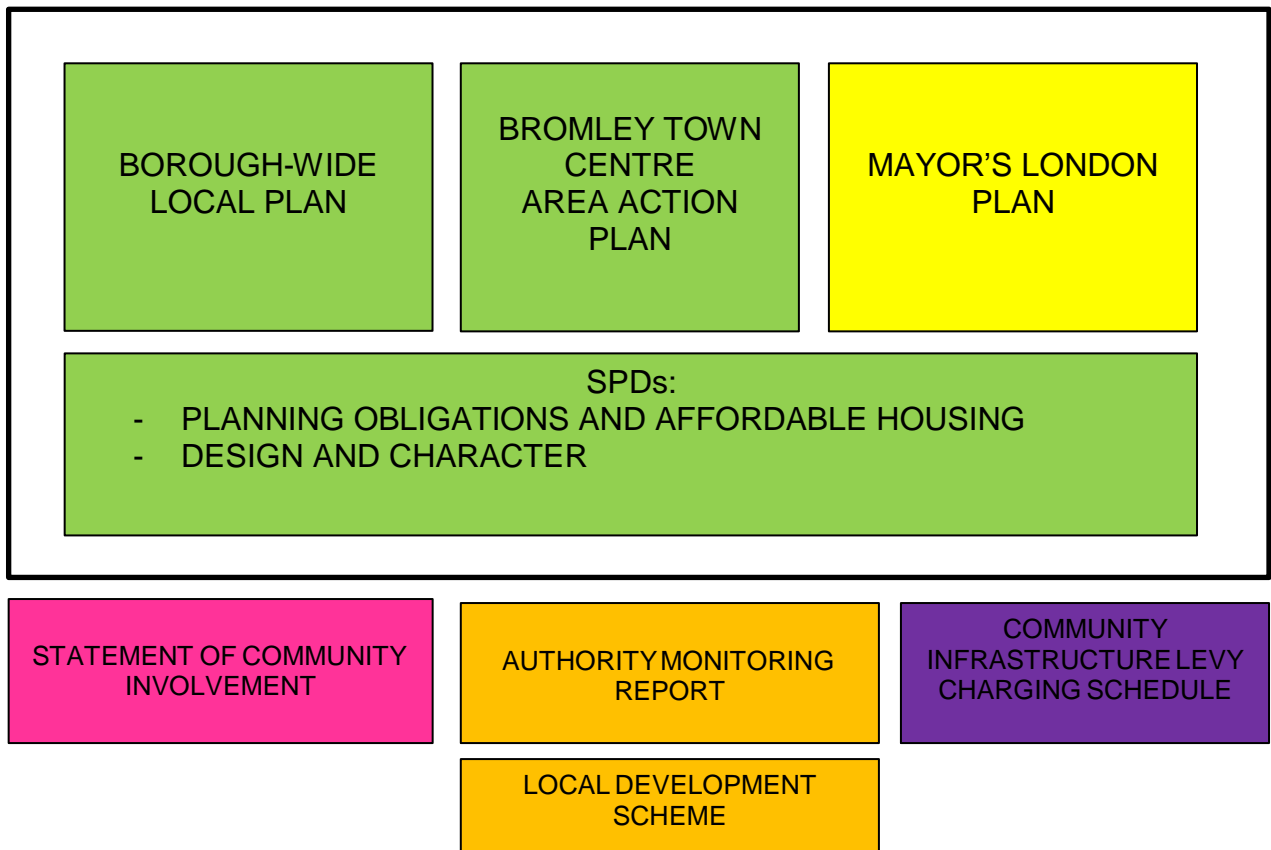 BOROUGH-WIDE
LOCAL PLAN
BROMLEY TOWN
CENTRE
AREA ACTION
PLAN
MAYOR'S LONDON
PLAN
SPDs:
- PLANNING OBLIGATIONS AND AFFORDABLE HOUSING
- DESIGN AND CHARACTER
STATEMENT OF COMMUNITY
INVOLVEMENT
AUTHORITY MONITORING
REPORT
COMMUNITY
INFRASTRUCTURE LEVY
CHARGING SCHEDULE
LOCAL DEVELOPMENT
SCHEME